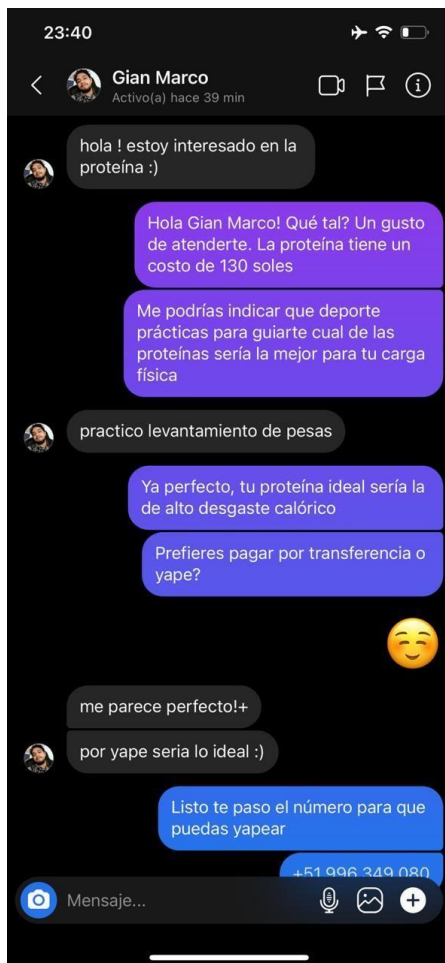 23:40
Gian Marco
Activo(a) hace 39 min
hola ! estoy interesado en la
proteína :)
Hola Gian Marco! Qué tal? Un gusto
de atenderte. La proteína tiene un
costo de 130 soles
Me podrías indicar que deporte
prácticas para guiarte cual de las
proteínas sería la mejor para tu carga
física
practico levantamiento de pesas
Ya perfecto, tu proteína ideal sería la
de alto desgaste calórico
Prefieres pagar por transferencia o
yape?
me parece perfecto!+
por yape seria lo ideal :)
Listo te paso el número para que
puedas yapear
+51 996 349 080
Mensaje...